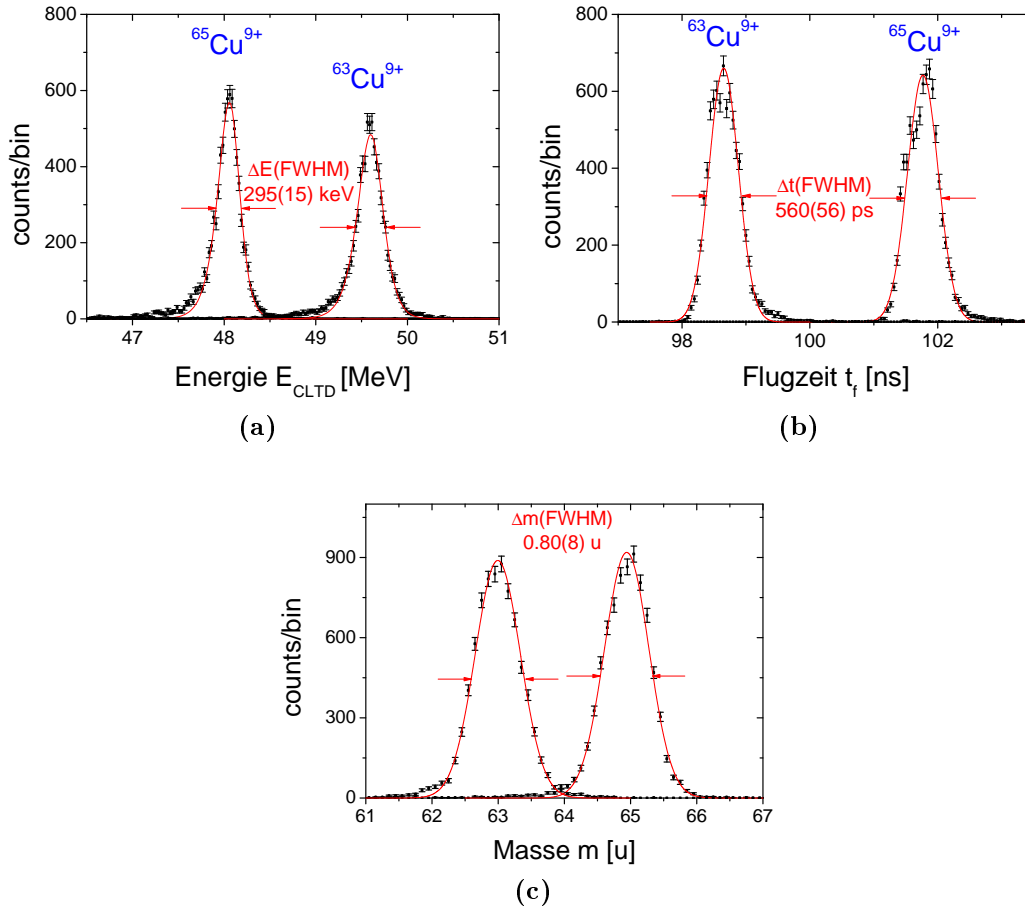 800
600
400
200
0
counts/bin
65Cu9+
63Cu9+
ΔE(FWHM)
295(15) keV
47 48 49 50 51
Energie E_CLTD [MeV]
(a)
800
600
400
200
0
counts/bin
63Cu9+
65Cu9+
Δt(FWHM)
560(56) ps
98 100 102
Flugzeit t_f [ns]
(b)
900
600
300
0
counts/bin
Δm(FWHM)
0.80(8) u
61 62 63 64 65 66 67
Masse m [u]
(c)